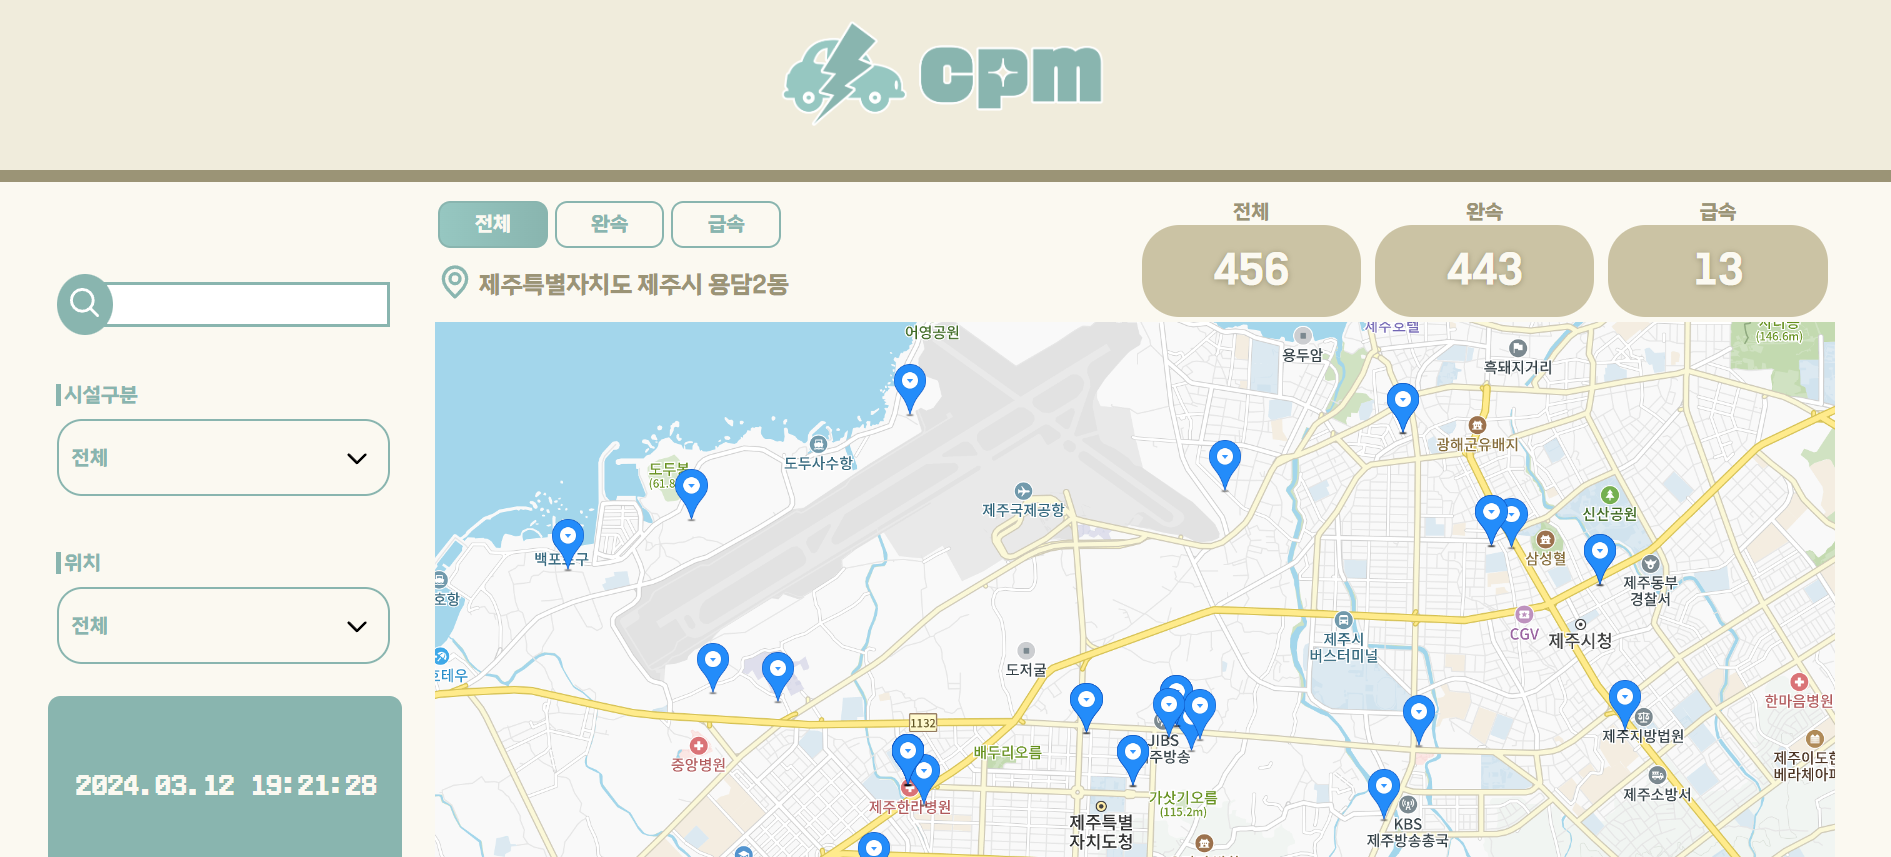 cpm
전체 완속 급속
제주특별자치도 제주시 용담2동
전체 완속 급속
456 443 13
시설구분
전체
위치
전체
2024.03.12 19:21:28
어영공원
용두암
제주호텔
흑돼지거리
(146.6m)
광해군유배지
도두사수항
도두봉
(61.8
제주국제공항
신산공원
삼성혈
백포포구
제주동부
경찰서
호항
CGV
제주시청
제주시
버스터미널
호테우
도저굴
한마음병원
1132
중앙병원
배두리오름
JIBS
주방송
제주지방법원
제주이도한
베라체아파
제주한라병원
가삿기오름
(115.2m)
제주소방서
제주특별
자치도청
KBS
제주방송총국